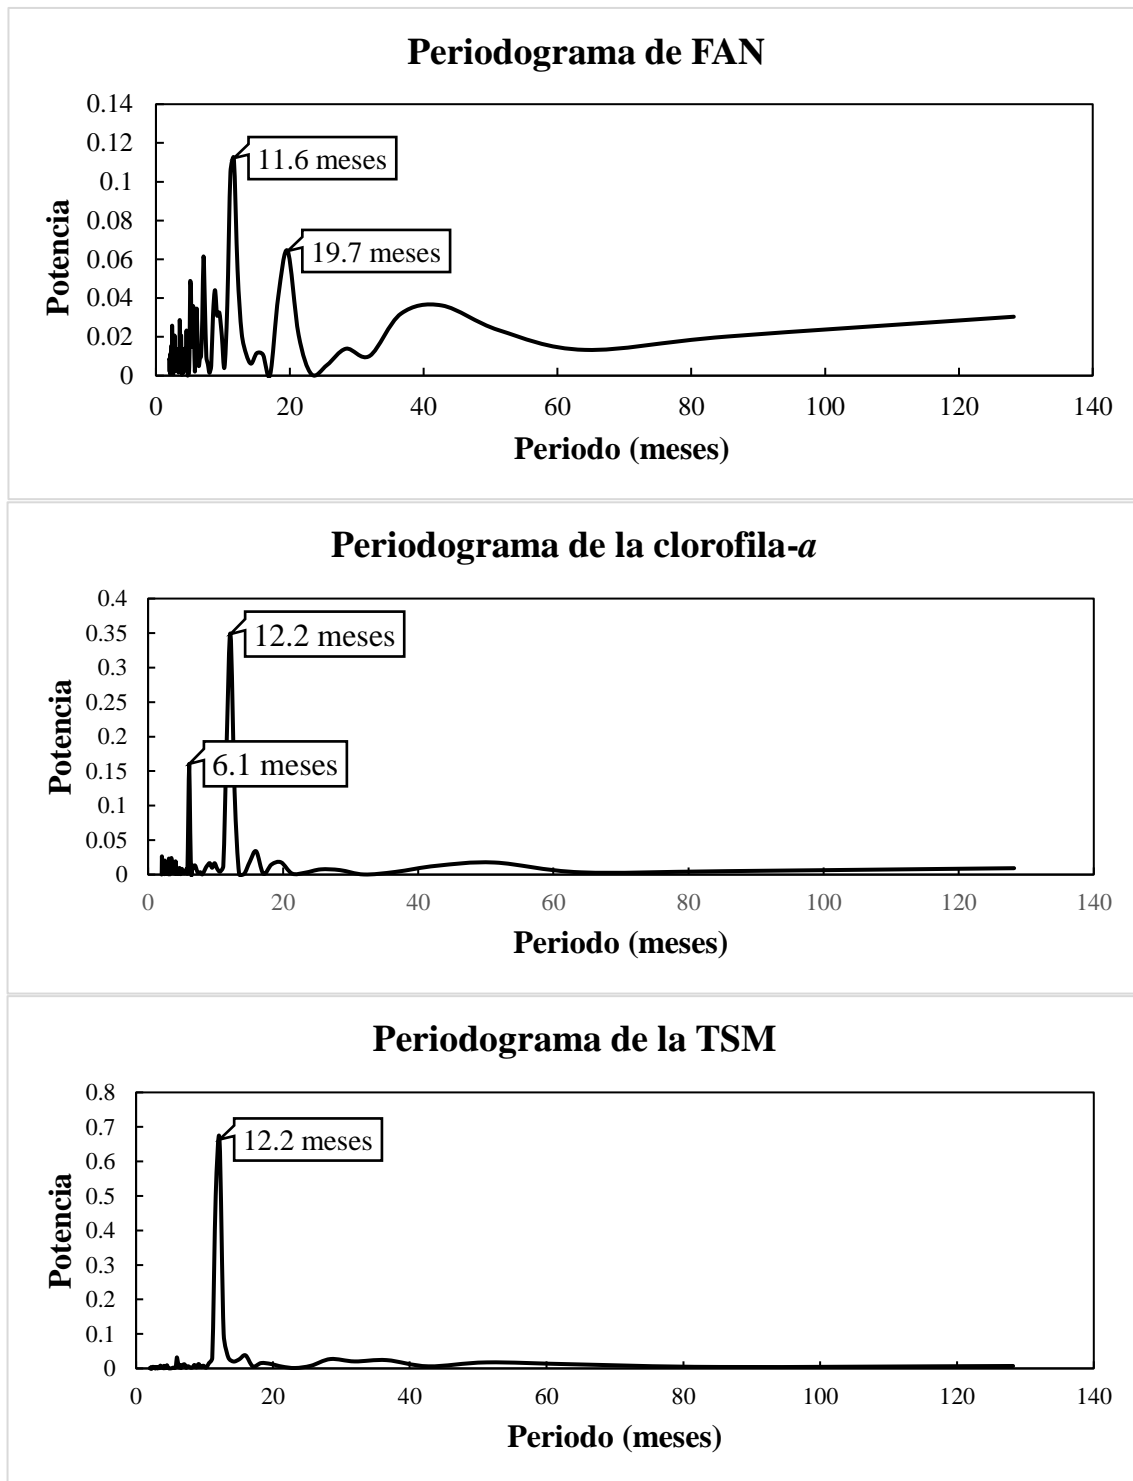 Periodograma de FAN
0.14
0.12
0.1
0.08
0.06
0.04
0.02
0
Potencia
11.6 meses
19.7 meses
0 20 40 60 80 100 120 140
Periodo (meses)
Periodograma de la clorofila-a
0.4
0.35
0.3
0.25
0.2
0.15
0.1
0.05
0
Potencia
12.2 meses
6.1 meses
0 20 40 60 80 100 120 140
Periodo (meses)
Periodograma de la TSM
0.8
0.7
0.6
0.5
0.4
0.3
0.2
0.1
0
Potencia
12.2 meses
0 20 40 60 80 100 120 140
Periodo (meses)